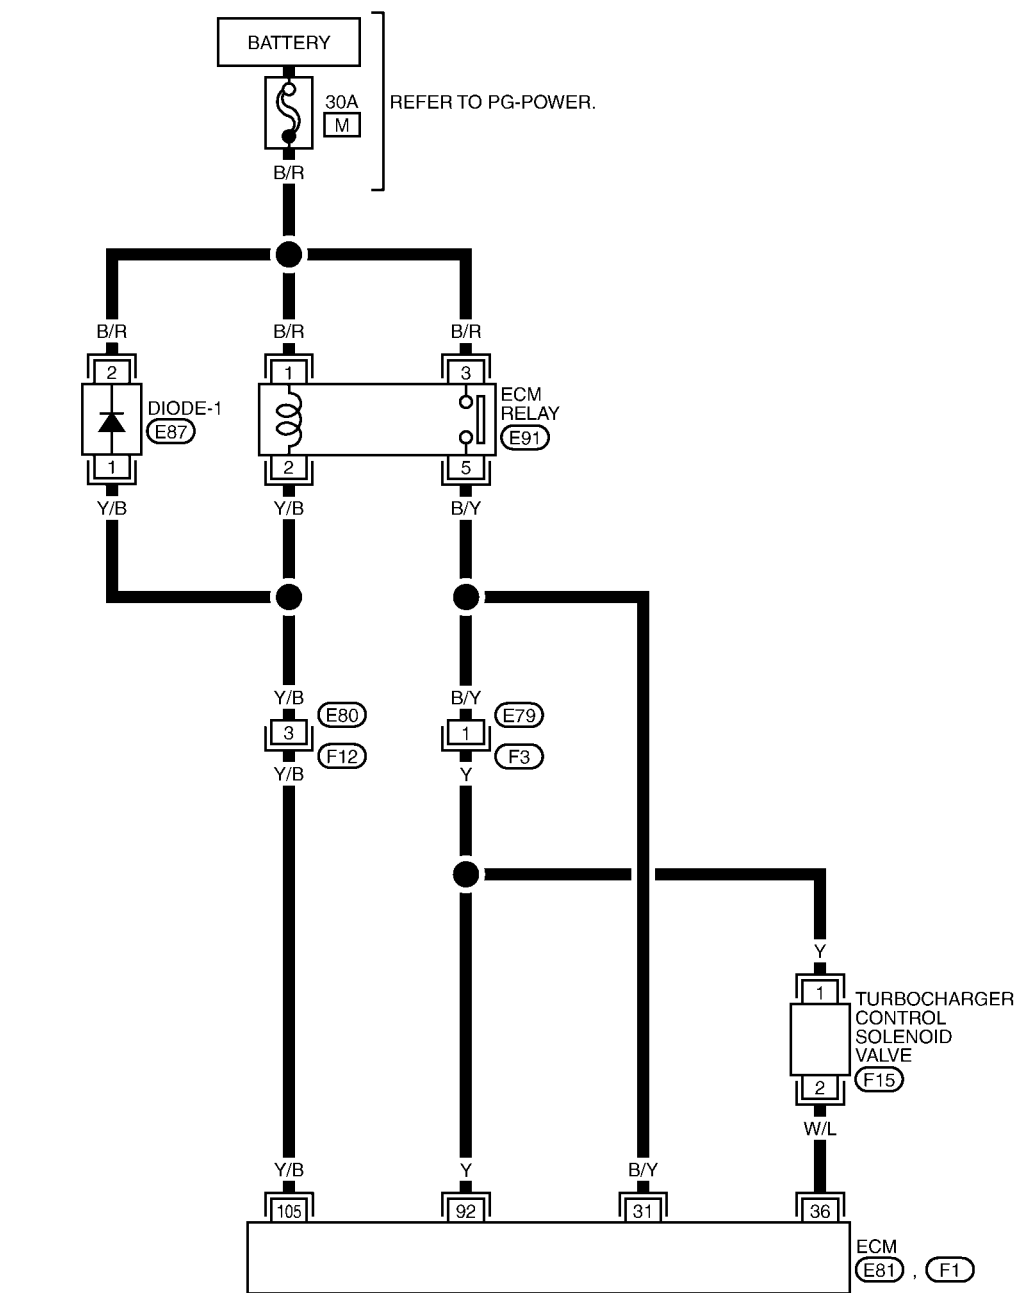 BATTERY
30A
M
REFER TO PG-POWER.
B/R
B/R
B/R
B/R
2
1
3
DIODE-1
E87
ECM
RELAY
E91
1
2
5
Y/B
Y/B
B/Y
Y/B
B/Y
E80
E79
3
1
F12
F3
Y/B
Y
Y
1
TURBOCHARGER
CONTROL
SOLENOID
VALVE
F15
2
W/L
Y/B
Y
B/Y
105
92
31
36
ECM
E81 , F1